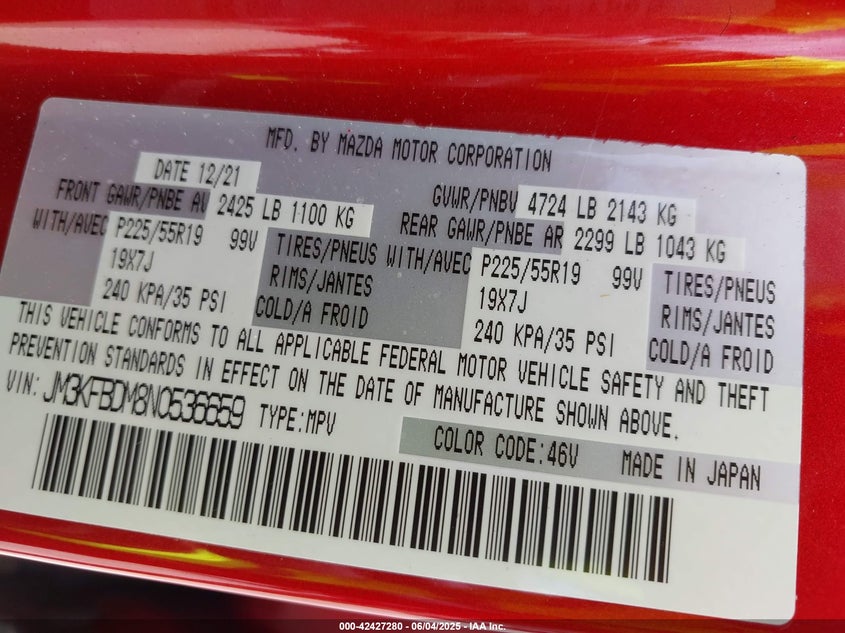 MFD. BY MAZDA MOTOR CORPORATION
DATE 12/21
GVWR/PNBV 4724 LB 2143 KG
FRONT GAWR/PNBE AV 2425 LB 1100 KG
REAR GAWR/PNBE AR 2299 LB 1043 KG
WITH/AVEC P225/55R19 99V TIRES/PNEUS
19X7J RIMS/JANTES
240 KPA/35 PSI COLD/A FROID
WITH/AVEC P225/55R19 99V TIRES/PNEUS
19X7J RIMS/JANTES
240 KPA/35 PSI COLD/A FROID
THIS VEHICLE CONFORMS TO ALL APPLICABLE FEDERAL MOTOR VEHICLE SAFETY AND THEFT
PREVENTION STANDARDS IN EFFECT ON THE DATE OF MANUFACTURE SHOWN ABOVE.
VIN: JM3KFBDM8N0536659 TYPE:MPV
COLOR CODE:46V MADE IN JAPAN
000-42427280 - 06/04/2025 - IAA Inc.